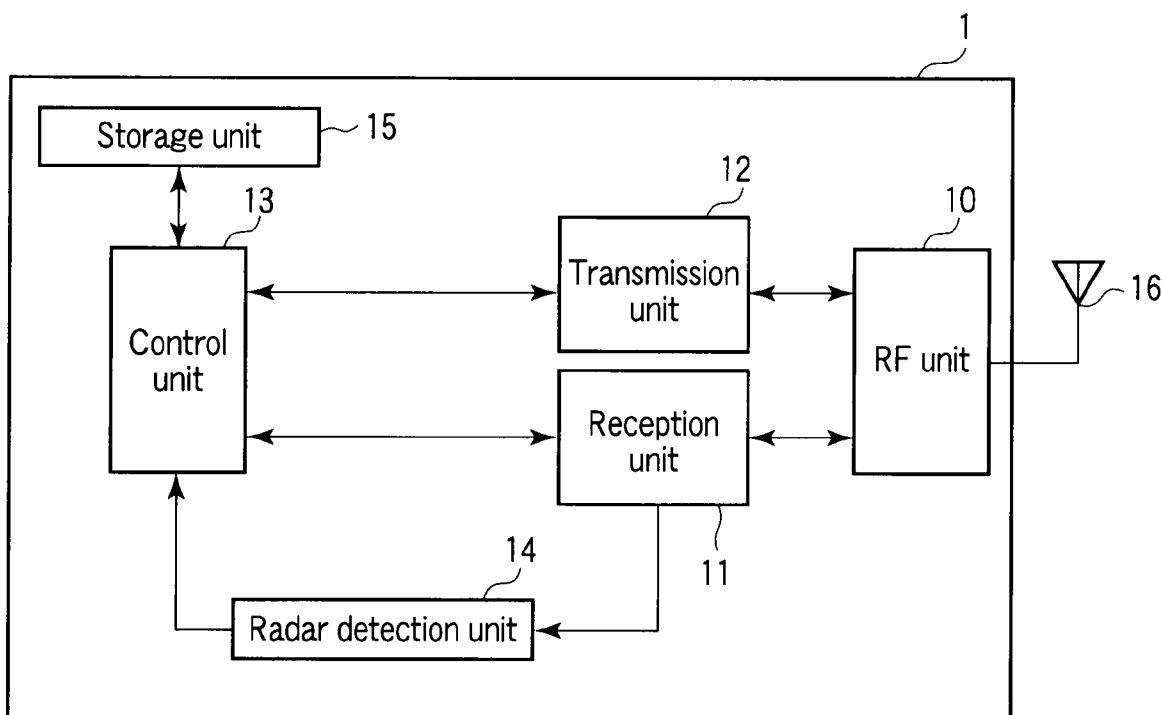 1
Storage unit
15
13
12
10
Transmission
unit
16
Control
unit
RF unit
Reception
unit
11
14
Radar detection unit